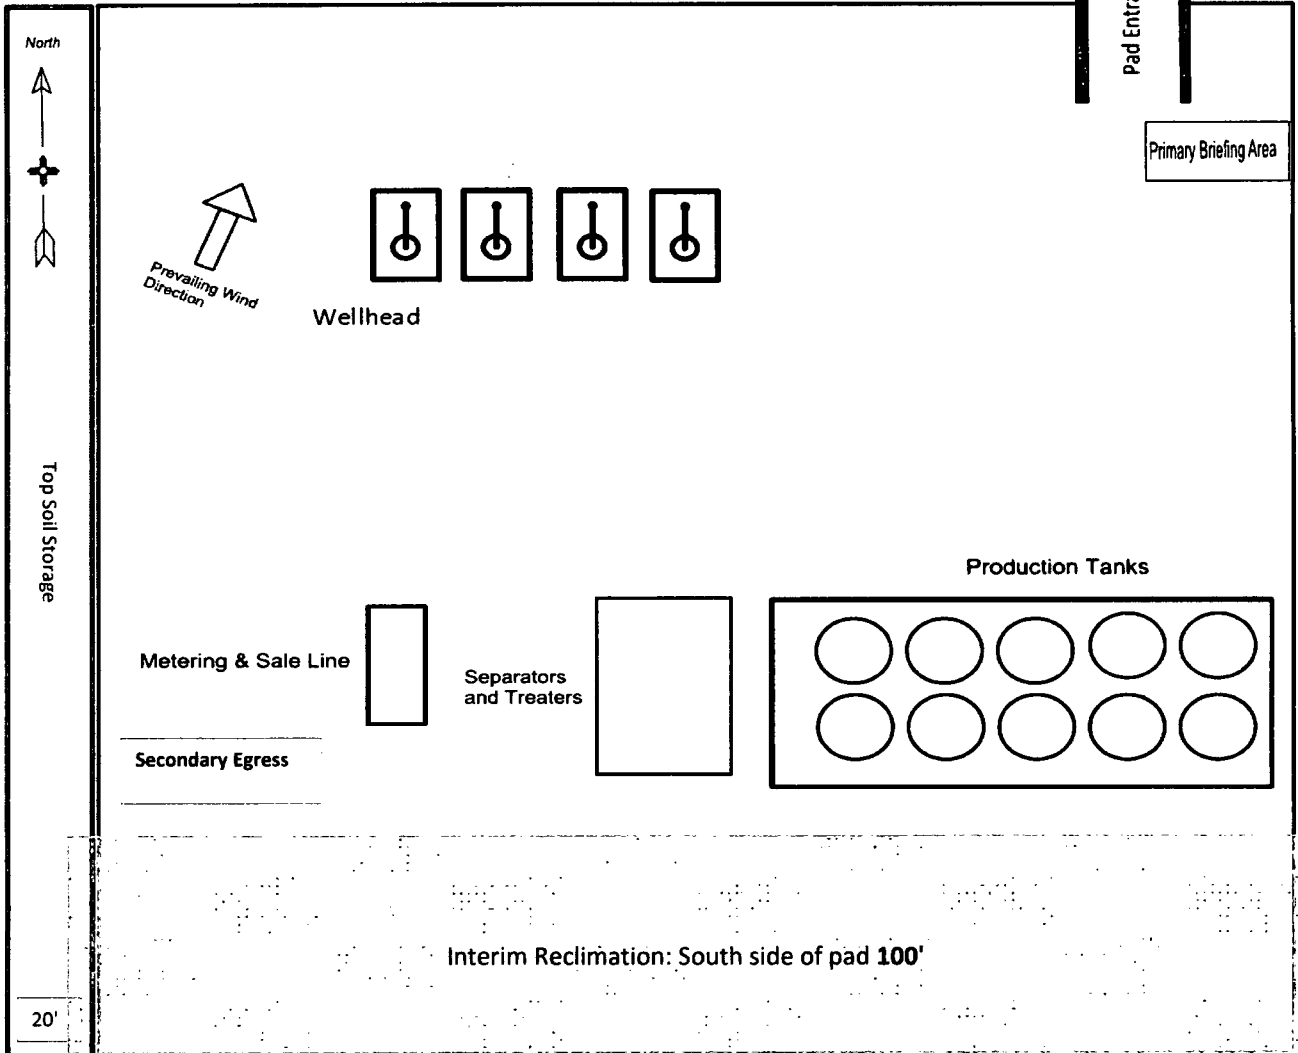 North
Pad Entra
Primary Briefing Area
Prevailing Wind
Direction
Wellhead
Top Soil Storage
Production Tanks
Metering & Sale Line
Separators
and Treaters
Secondary Egress
Interim Reclimation: South side of pad 100'
20'